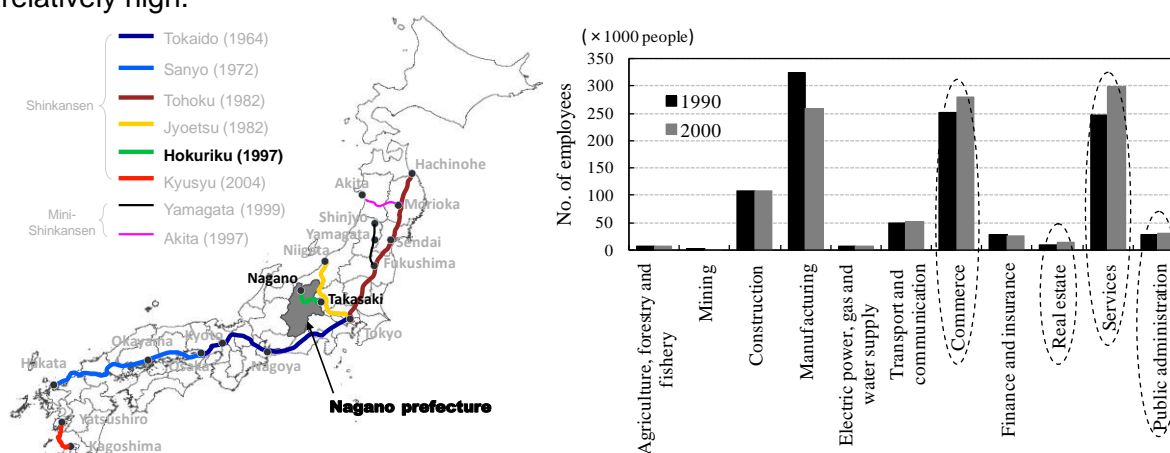 relatively high.
Shinkansen
Tokaido (1964)
Sanyo (1972)
Tohoku (1982)
Jyoetsu (1982)
Hokuriku (1997)
Kyusyu (2004)
Mini-
Shinkansen
Yamagata (1999)
Akita (1997)
Hachinohe
Akita
Morioka
Shinjyo
Yamagata
Sendai
Niigata
Fukushima
Nagano
Takasaki
Tokyo
Kyoto
Okayama
Osaka
Nagoya
Hakata
Nagano prefecture
Yatsushiro
Kagoshima
(×1000 people)
No. of employees
350
300
250
200
150
100
50
0
1990
2000
Agriculture, forestry and
fishery
Mining
Construction
Manufacturing
Electric power, gas and
water supply
Transport and
communication
Commerce
Finance and insurance
Real estate
Services
Public administration